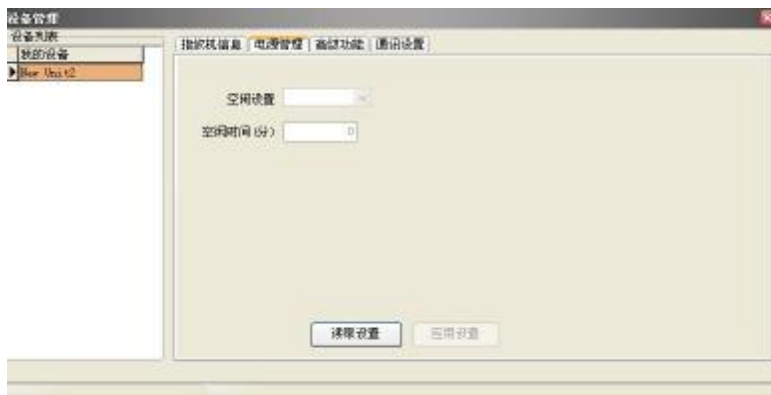 设备管理
设备列表
我的设备
New Unit2
指纹机信息 电源管理 高级功能 通讯设置
空闲设置
空闲时间(分) 0
读取设置 应用设置